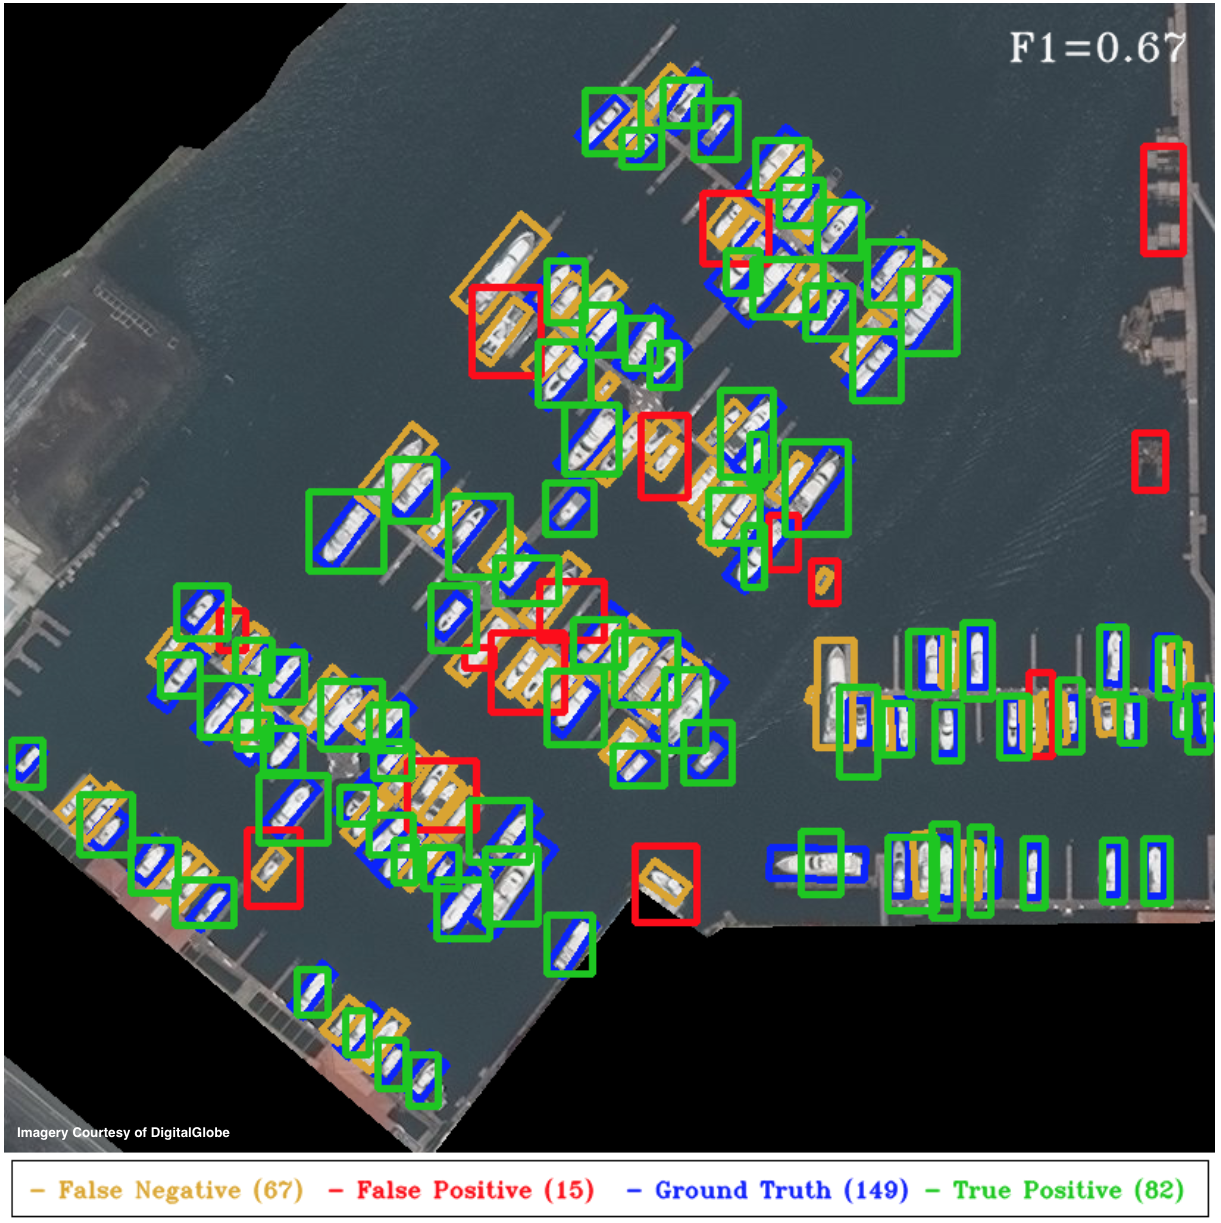 F1=0.67
Imagery Courtesy of DigitalGlobe
– False Negative (67) – False Positive (15) – Ground Truth (149) – True Positive (82)